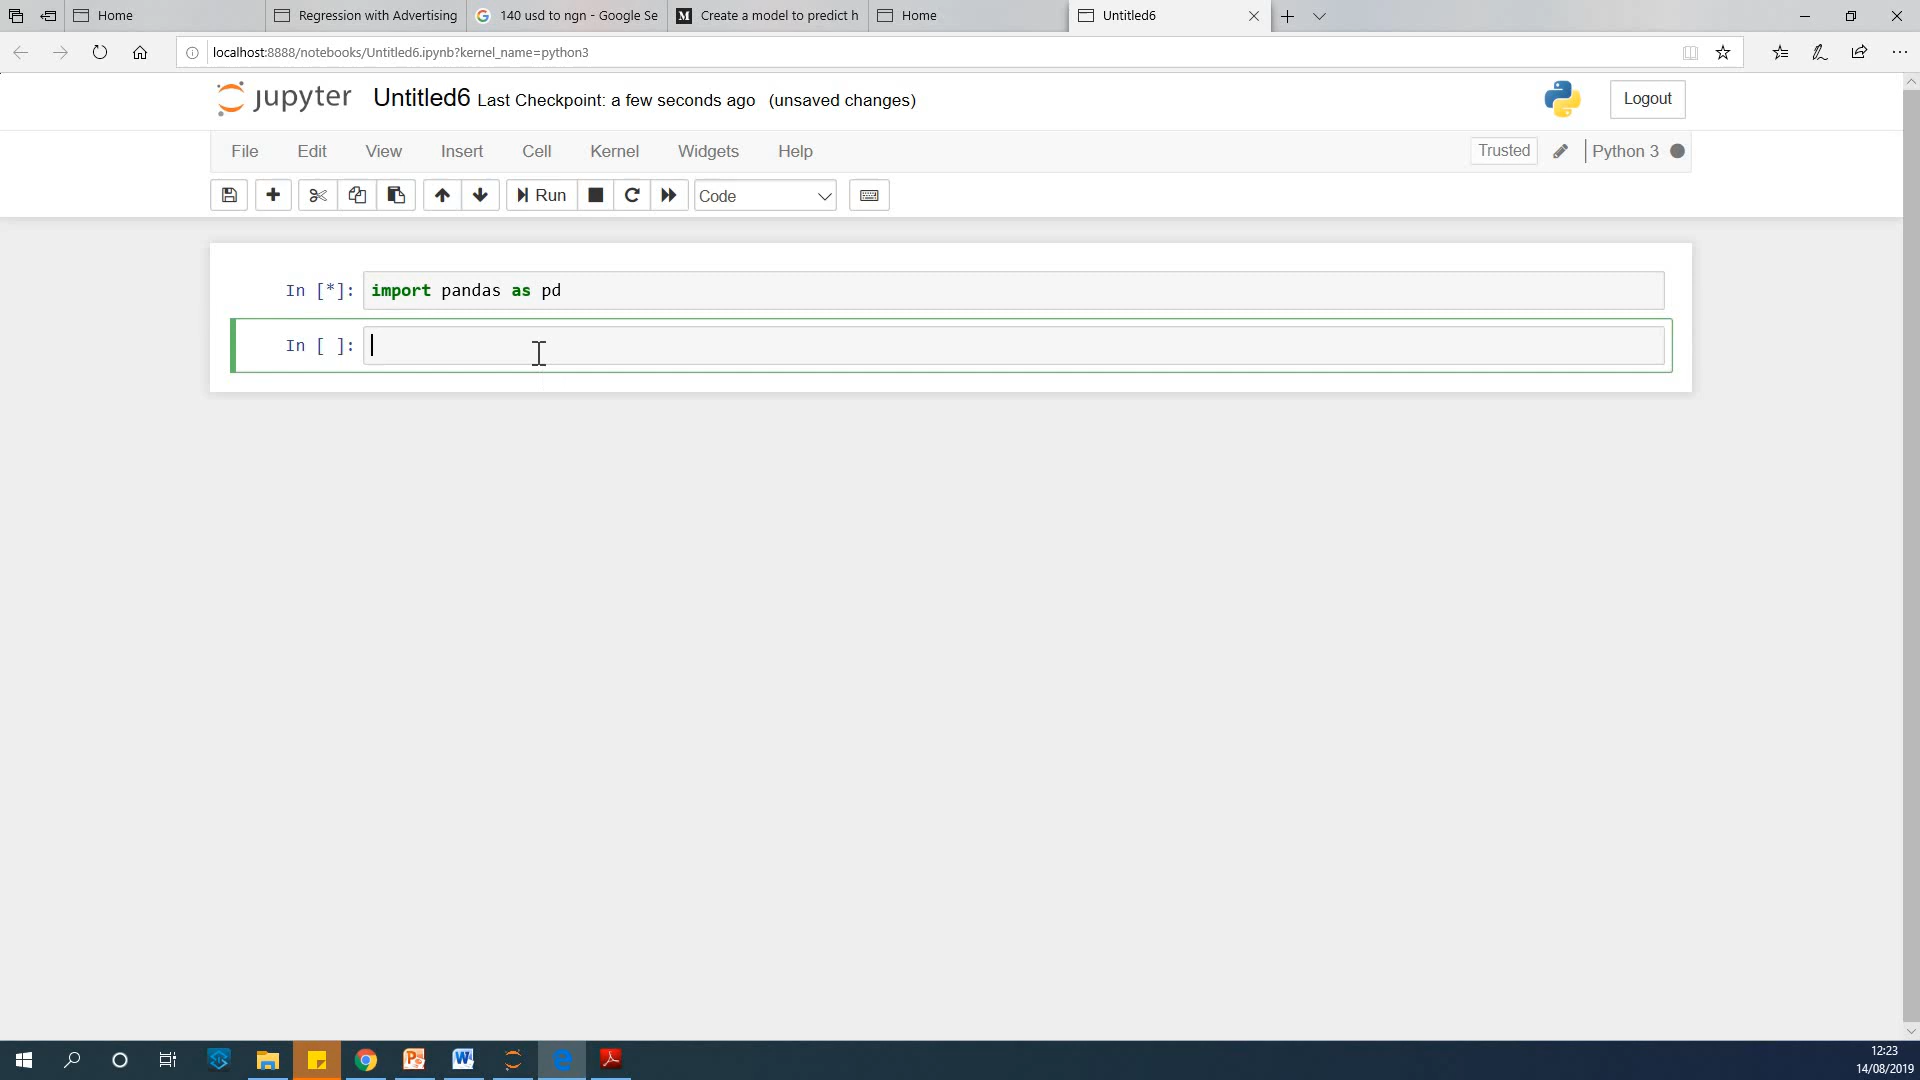 Home
Regression with Advertising
140 usd to ngn - Google Se
Create a model to predict h
Home
Untitled6
localhost:8888/notebooks/Untitled6.ipynb?kernel_name=python3
jupyter Untitled6 Last Checkpoint: a few seconds ago (unsaved changes)
Logout
File Edit View Insert Cell Kernel Widgets Help
Trusted
Python 3
Run
Code
In [*]: import pandas as pd
In [ ]:
12:23
14/08/2019